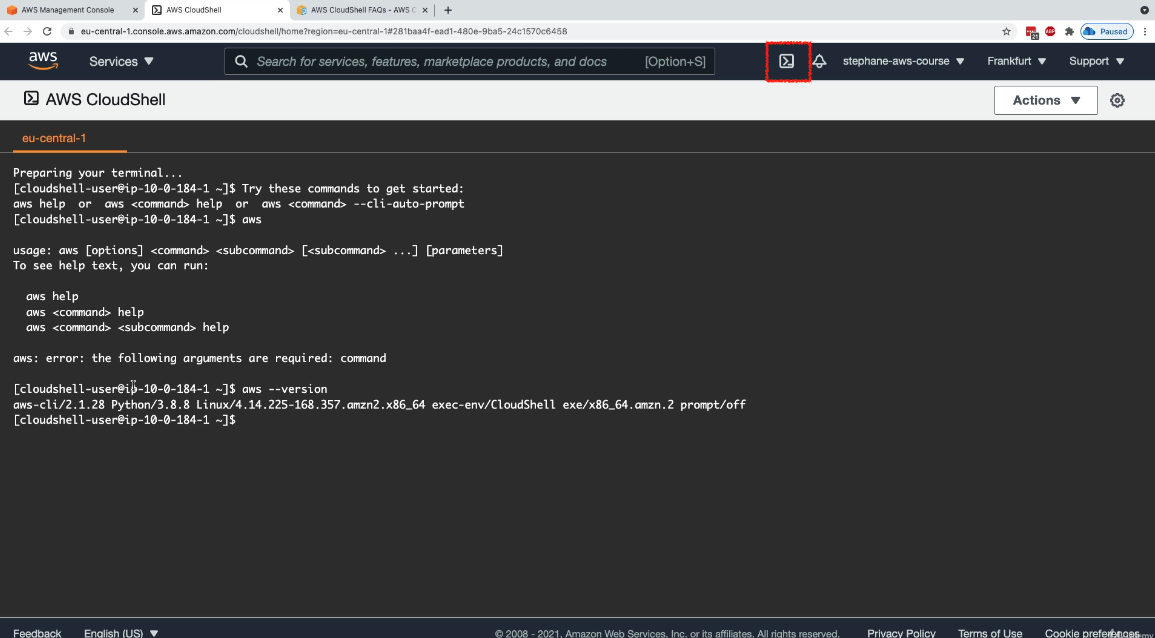 AWS Management Console
AWS CloudShell
AWS CloudShell FAQs - AWS C
eu-central-1.console.aws.amazon.com/cloudshell/home?region=eu-central-1#281baa4f-ead1-480e-9ba5-24c1570c6458
Paused
aws
Services
Search for services, features, marketplace products, and docs
[Option+S]
stephane-aws-course
Frankfurt
Support
AWS CloudShell
Actions
eu-central-1
Preparing your terminal...
[cloudshell-user@ip-10-0-184-1 ~]$ Try these commands to get started:
aws help  or  aws <command> help  or  aws <command> --cli-auto-prompt
[cloudshell-user@ip-10-0-184-1 ~]$ aws
usage: aws [options] <command> <subcommand> [<subcommand> ...] [parameters]
To see help text, you can run:
aws help
aws <command> help
aws <command> <subcommand> help
aws: error: the following arguments are required: command
[cloudshell-user@ip-10-0-184-1 ~]$ aws --version
aws-cli/2.1.28 Python/3.8.8 Linux/4.14.225-168.357.amzn2.x86_64 exec-env/CloudShell exe/x86_64.amzn.2 prompt/off
[cloudshell-user@ip-10-0-184-1 ~]$
Feedback
English (US)
© 2008 - 2021, Amazon Web Services, Inc. or its affiliates. All rights reserved.
Privacy Policy
Terms of Use
Cookie preferences